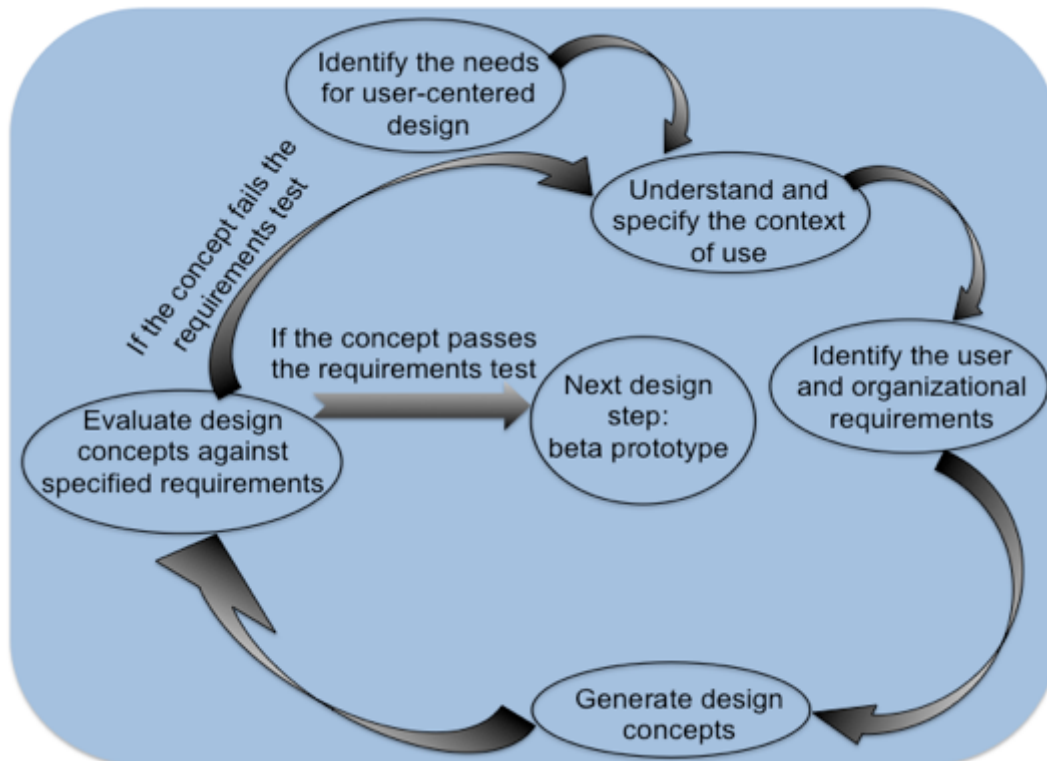 Identify the needs
for user-centered
design
Understand and
specify the context
of use
If the concept fails the
requirements test
If the concept passes
the requirements test
Identify the user
and organizational
requirements
Next design
step:
beta prototype
Evaluate design
concepts against
specified requirements
Generate design
concepts